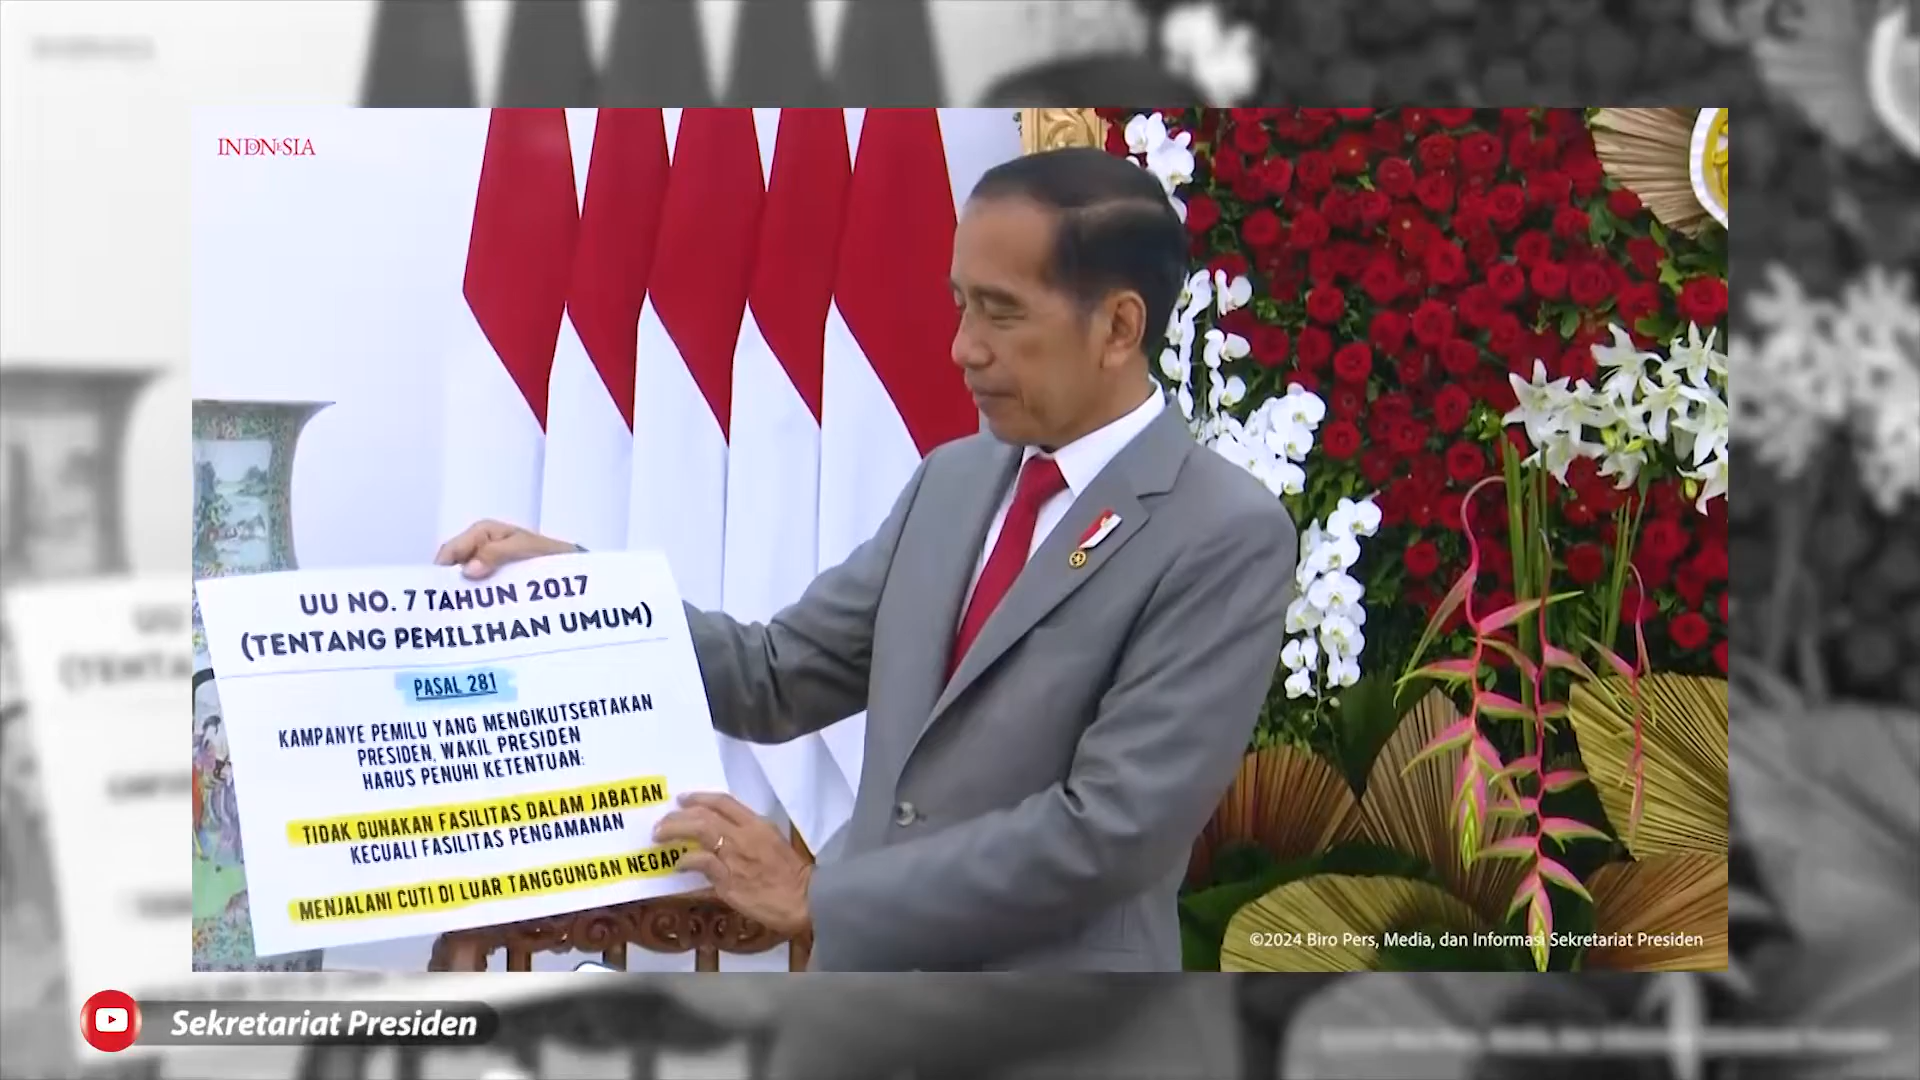 INDONESIA
UU NO. 7 TAHUN 2017
(TENTANG PEMILIHAN UMUM)
PASAL 281
KAMPANYE PEMILU YANG MENGIKUTSERTAKAN
PRESIDEN, WAKIL PRESIDEN
HARUS PENUHI KETENTUAN:
TIDAK GUNAKAN FASILITAS DALAM JABATAN
KECUALI FASILITAS PENGAMANAN
MENJALANI CUTI DI LUAR TANGGUNGAN NEGARA
©2024 Biro Pers, Media, dan Informasi Sekretariat Presiden
Sekretariat Presiden